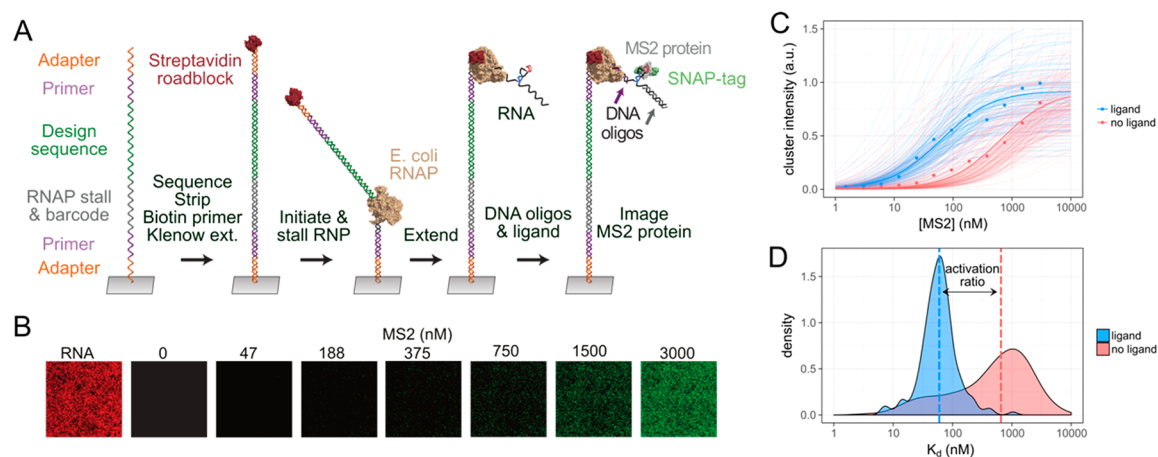 A
Adapter
Primer
Design
sequence
RNAP stall
& barcode
Primer
Adapter
Streptavidin
roadblock
Sequence
Strip
Biotin primer
Klenow ext.
Initiate &
stall RNP
E. coli
RNAP
Extend
RNA
DNA oligos
& ligand
MS2 protein
SNAP-tag
DNA
oligos
Image
MS2 protein
B
MS2 (nM)
RNA 0 47 188 375 750 1500 3000
C
cluster intensity (a.u.)
1.5
1.0
0.5
0.0
1 10 100 1000 10000
[MS2] (nM)
ligand
no ligand
D
density
1.5
1.0
0.5
0.0
activation
ratio
1 10 100 1000 10000
Kd (nM)
ligand
no ligand